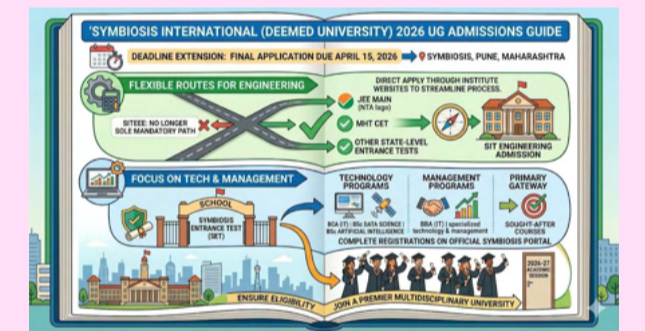 'SYMBIOSIS INTERNATIONAL (DEEMED UNIVERSITY) 2026 UG ADMISSIONS GUIDE
DEADLINE EXTENSION: FINAL APPLICATION DUE APRIL 15, 2026
SYMBIOSIS, PUNE, MAHARASHTRA
FLEXIBLE ROUTES FOR ENGINEERING
DIRECT APPLY THROUGH INSTITUTE
WEBSITES TO STREAMLINE PROCESS.
SITEEE: NO LONGER
SOLE MANDATORY PATH
JEE MAIN
(NTA logo)
MHT CET
OTHER STATE-LEVEL
ENTRANCE TESTS
SIT ENGINEERING
ADMISSION
FOCUS ON TECH & MANAGEMENT
SCHOOL
SYMBIOSIS
ENTRANCE TEST
(SET)
TECHNOLOGY
PROGRAMS
BCA (IT) | BSc DATA SCIENCE |
BSc ARTIFICIAL INTELLIGENCE
MANAGEMENT
PROGRAMS
BBA (IT) | specialized
technology & management
PRIMARY
GATEWAY
SOUGHT-AFTER
COURSES
COMPLETE REGISTRATIONS ON OFFICIAL SYMBIOSIS PORTAL
ENSURE ELIGIBILITY
JOIN A PREMIER MULTIDISCIPLINARY UNIVERSITY
2026-27
ACADEMIC
SESSION